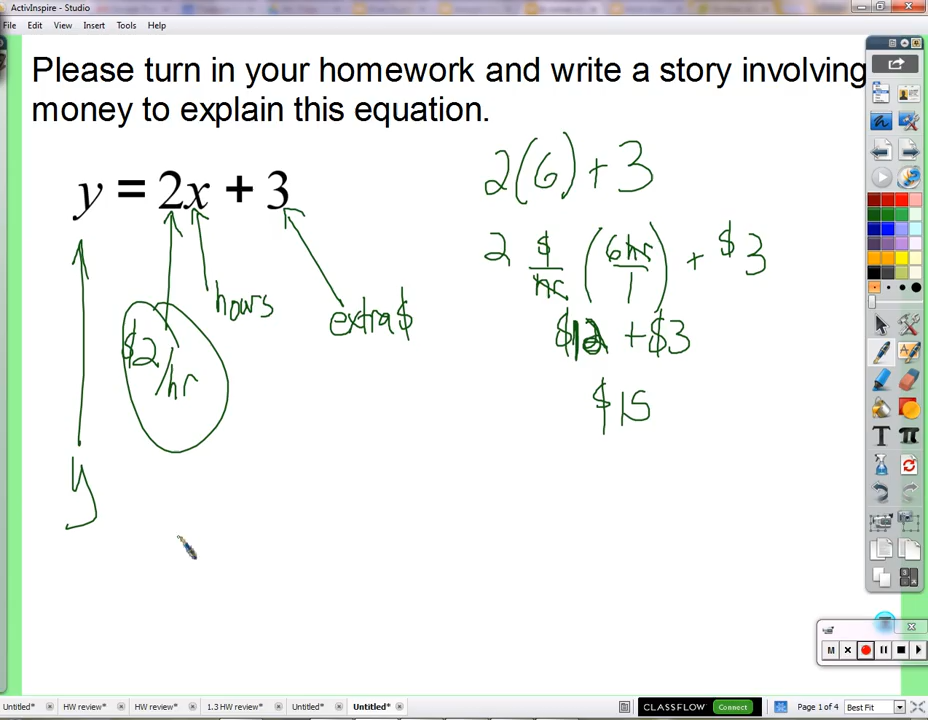 ActivInspire - Studio
File Edit View Insert Tools Help
Please turn in your homework and write a story involving
money to explain this equation.
y = 2x + 3
2(6) + 3
2 $/hr (6hr/1) + $3
hours
extra$
$2/hr
$12 + $3
$15
y
M
Untitled* HW review* HW review* 1.3 HW review* Untitled* Untitled* CLASSFLOW Connect Page 1 of 4 Best Fit